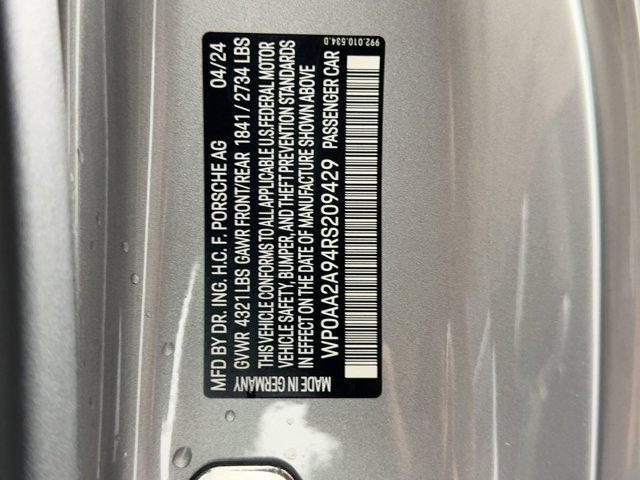 992.010.534.0
MFD BY DR. ING. H.C. F. PORSCHE AG 04/24
GVWR 4321 LBS GAWR FRONT/REAR 1841 / 2734 LBS
THIS VEHICLE CONFORMS TO ALL APPLICABLE U.S.FEDERAL MOTOR
VEHICLE SAFETY, BUMPER, AND THEFT PREVENTION STANDARDS
IN EFFECT ON THE DATE OF MANUFACTURE SHOWN ABOVE
WP0AA2A94RS209429 PASSENGER CAR
MADE IN GERMANY